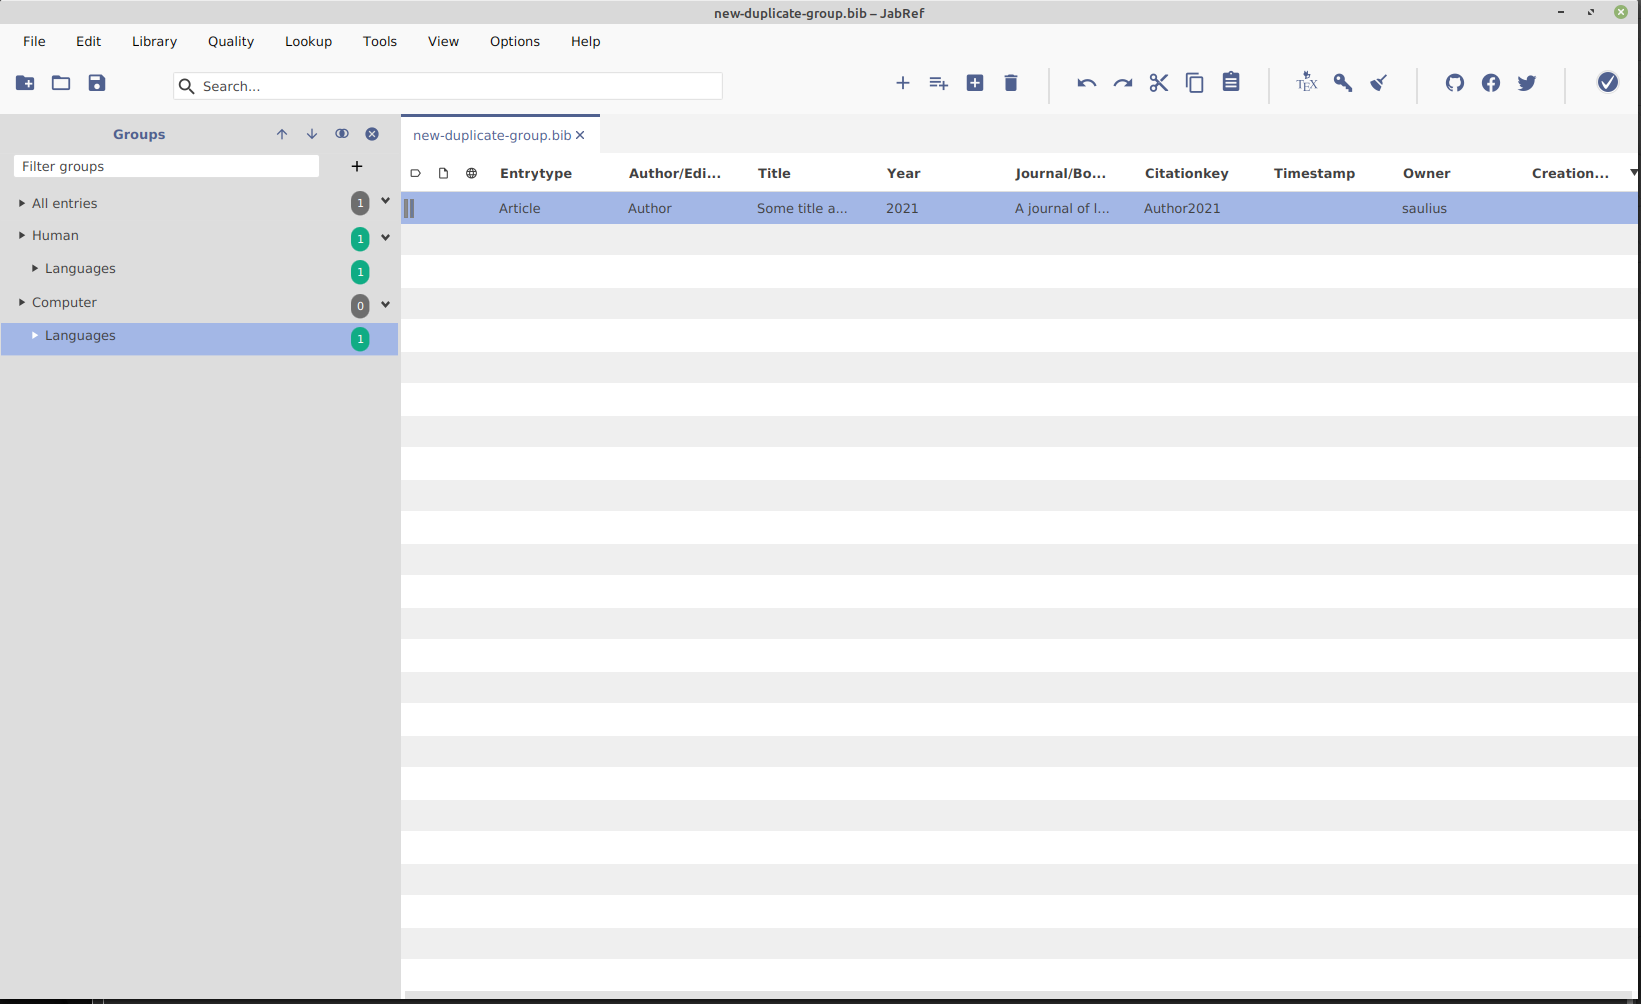 new-duplicate-group.bib – JabRef
File Edit Library Quality Lookup Tools View Options Help
Search...
TEX
Groups
Filter groups
All entries 1
Human 1
Languages 1
Computer 0
Languages 1
new-duplicate-group.bib
Entrytype Author/Edi... Title Year Journal/Bo... Citationkey Timestamp Owner Creation...
Article Author Some title a... 2021 A journal of l... Author2021 saulius